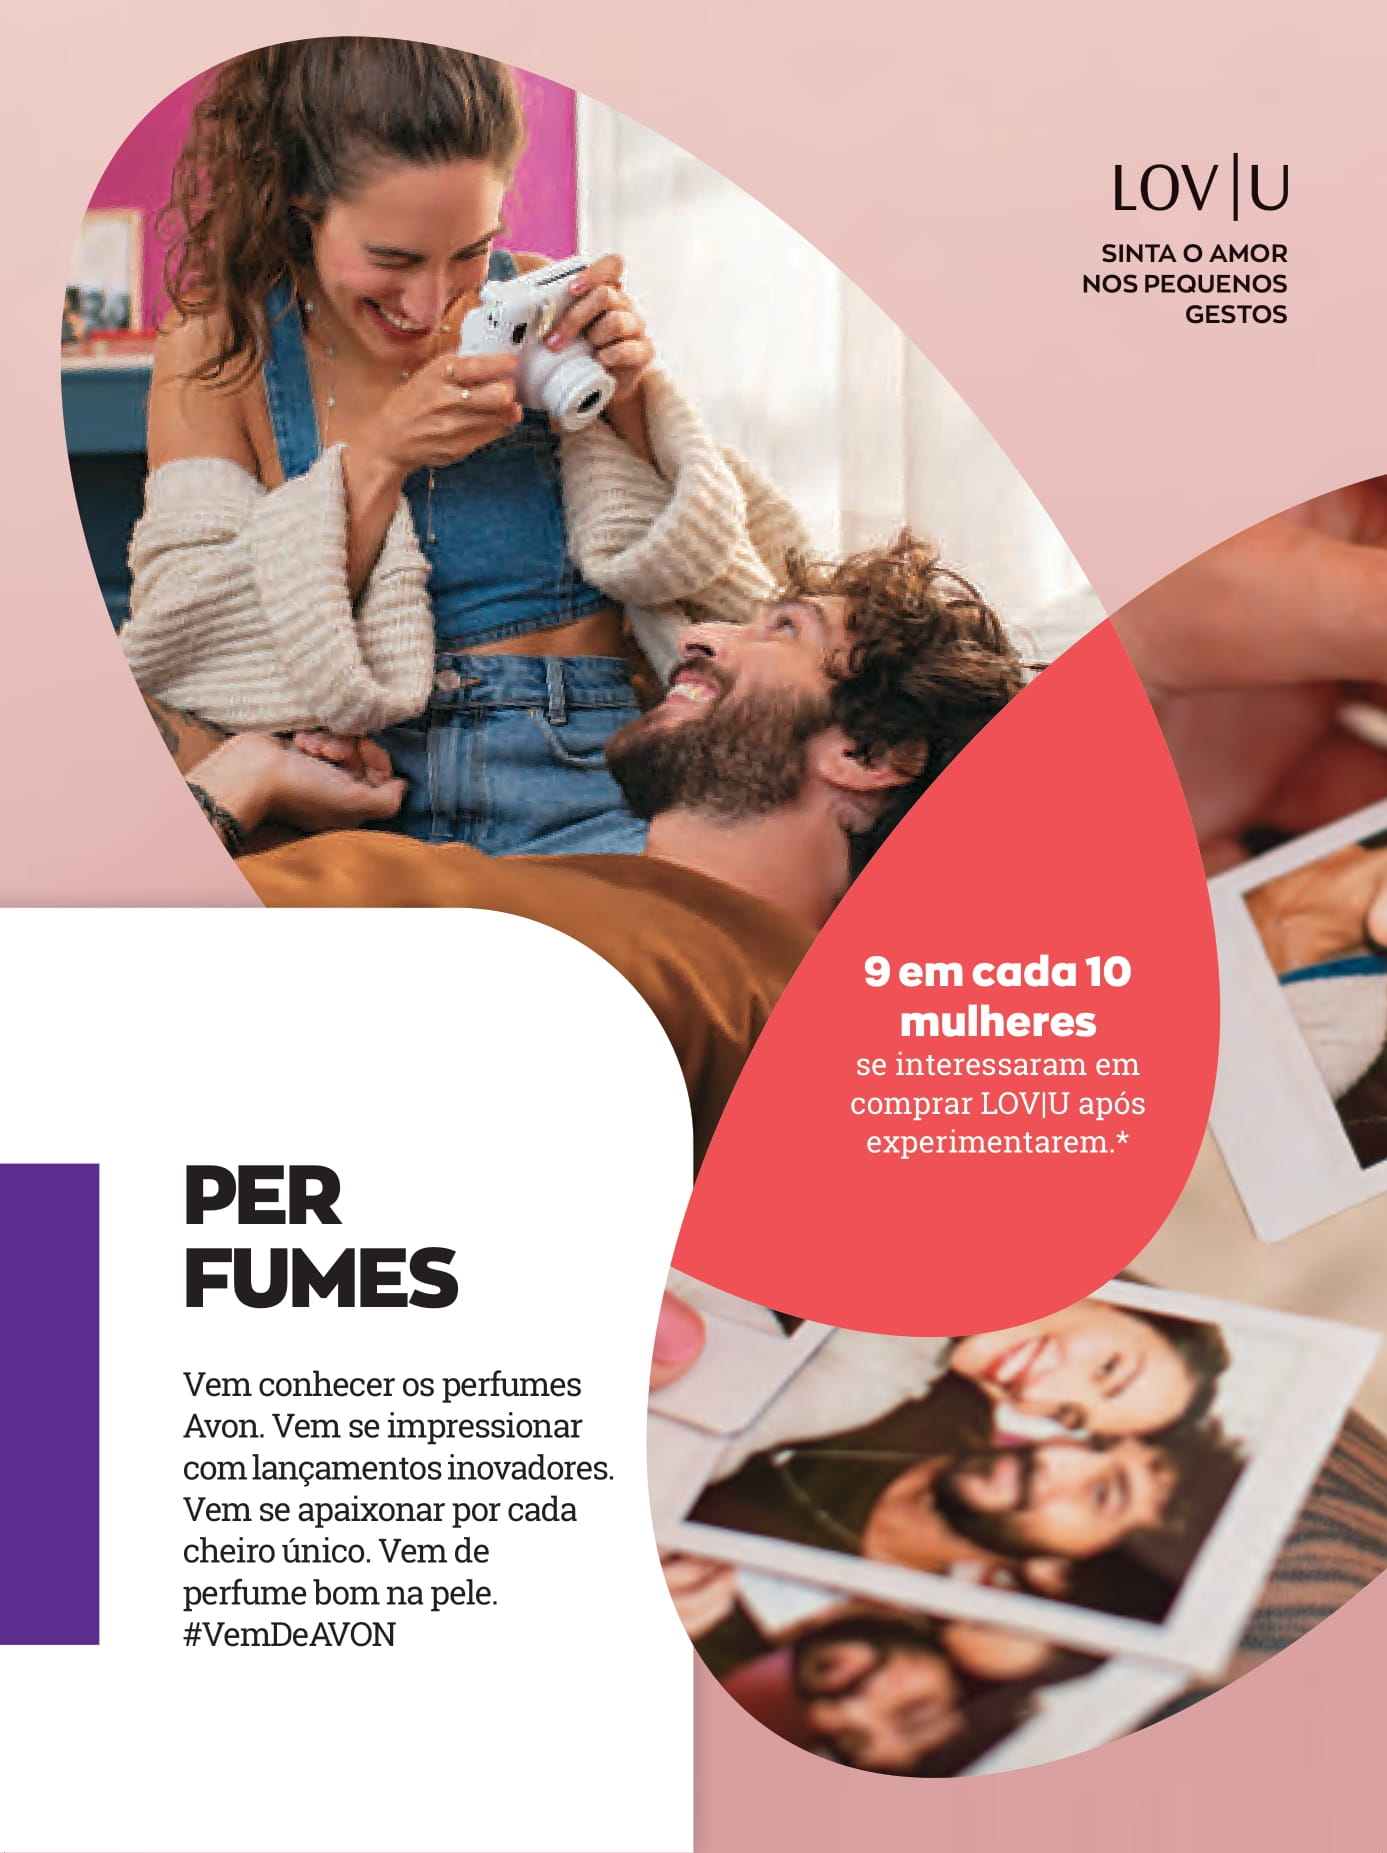 LOV|U
SINTA O AMOR
NOS PEQUENOS
GESTOS
9 em cada 10
mulheres
se interessaram em
comprar LOV|U após
experimentarem.*
PER
FUMES
Vem conhecer os perfumes
Avon. Vem se impressionar
com lançamentos inovadores.
Vem se apaixonar por cada
cheiro único. Vem de
perfume bom na pele.
#VemDeAVON